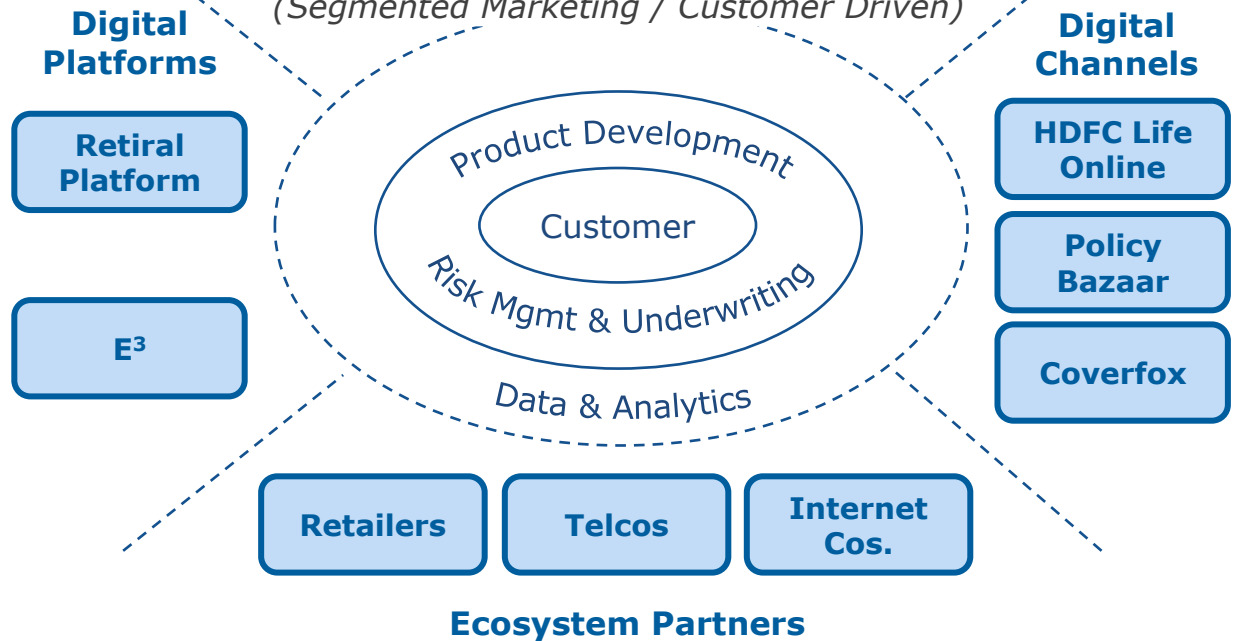 (Segmented Marketing / Customer Driven)
Digital
Platforms
Retiral
Platform
E³
Product Development
Customer
Risk Mgmt & Underwriting
Data & Analytics
Digital
Channels
HDFC Life
Online
Policy
Bazaar
Coverfox
Retailers
Telcos
Internet
Cos.
Ecosystem Partners